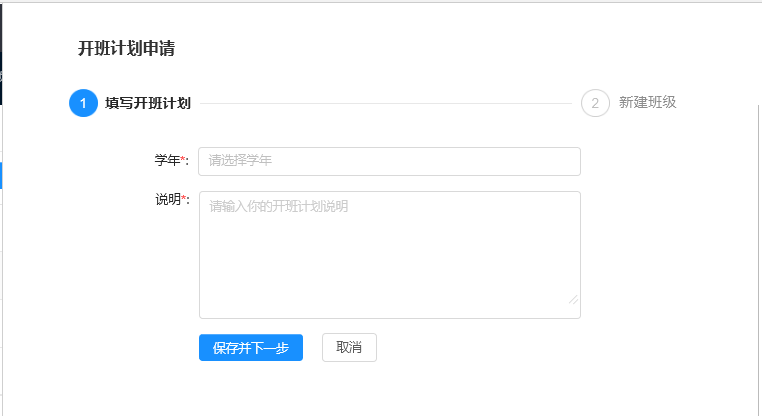 开班计划申请
1 填写开班计划 2 新建班级
学年*: 请选择学年
说明*: 请输入你的开班计划说明
保存并下一步 取消